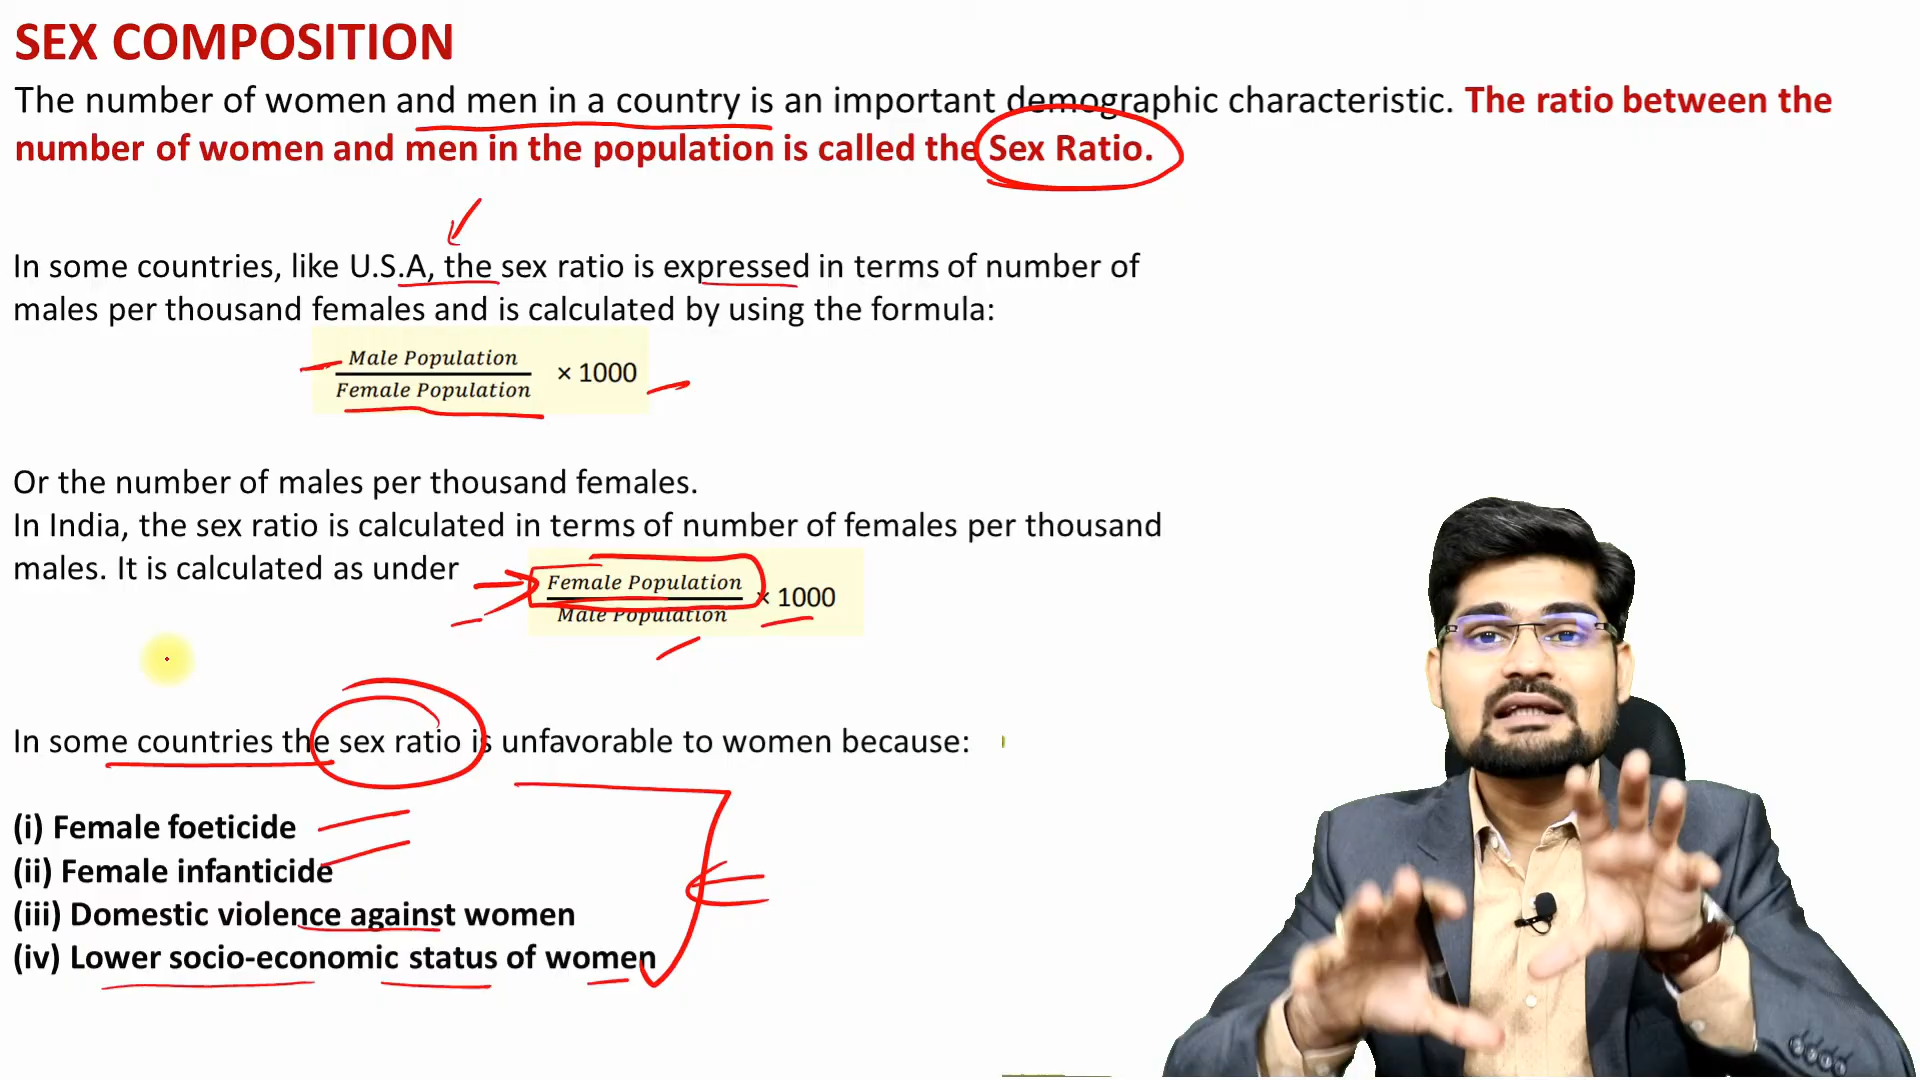 SEX COMPOSITION
The number of women and men in a country is an important demographic characteristic. The ratio between the
number of women and men in the population is called the Sex Ratio.
In some countries, like U.S.A, the sex ratio is expressed in terms of number of
males per thousand females and is calculated by using the formula:
Male Population
Female Population × 1000
Or the number of males per thousand females.
In India, the sex ratio is calculated in terms of number of females per thousand
males. It is calculated as under
Female Population
Male Population × 1000
In some countries the sex ratio is unfavorable to women because:
(i) Female foeticide
(ii) Female infanticide
(iii) Domestic violence against women
(iv) Lower socio-economic status of women